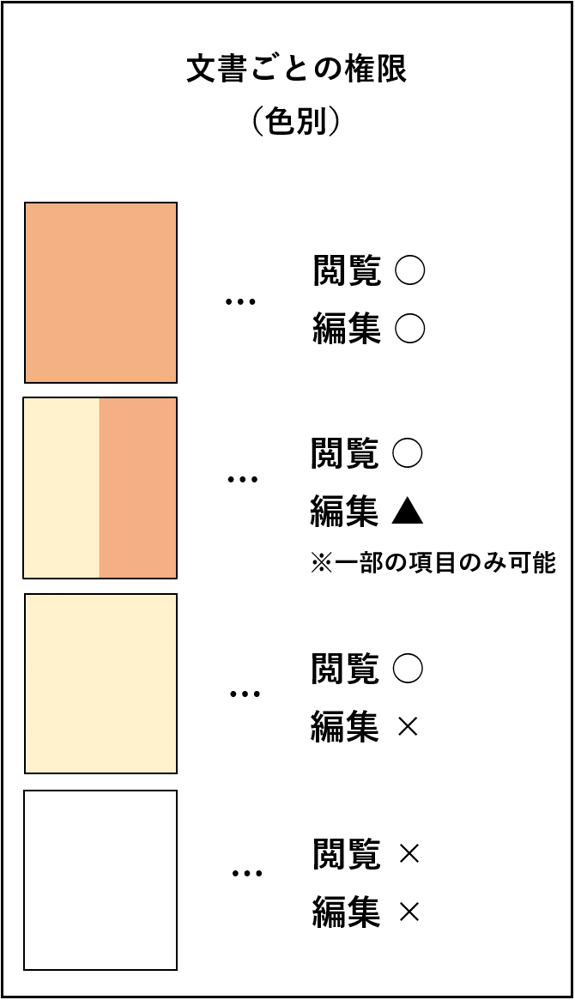 文書ごとの権限
（色別）
… 閲覧 ○
編集 ○
… 閲覧 ○
編集 ▲
※一部の項目のみ可能
… 閲覧 ○
編集 ×
… 閲覧 ×
編集 ×